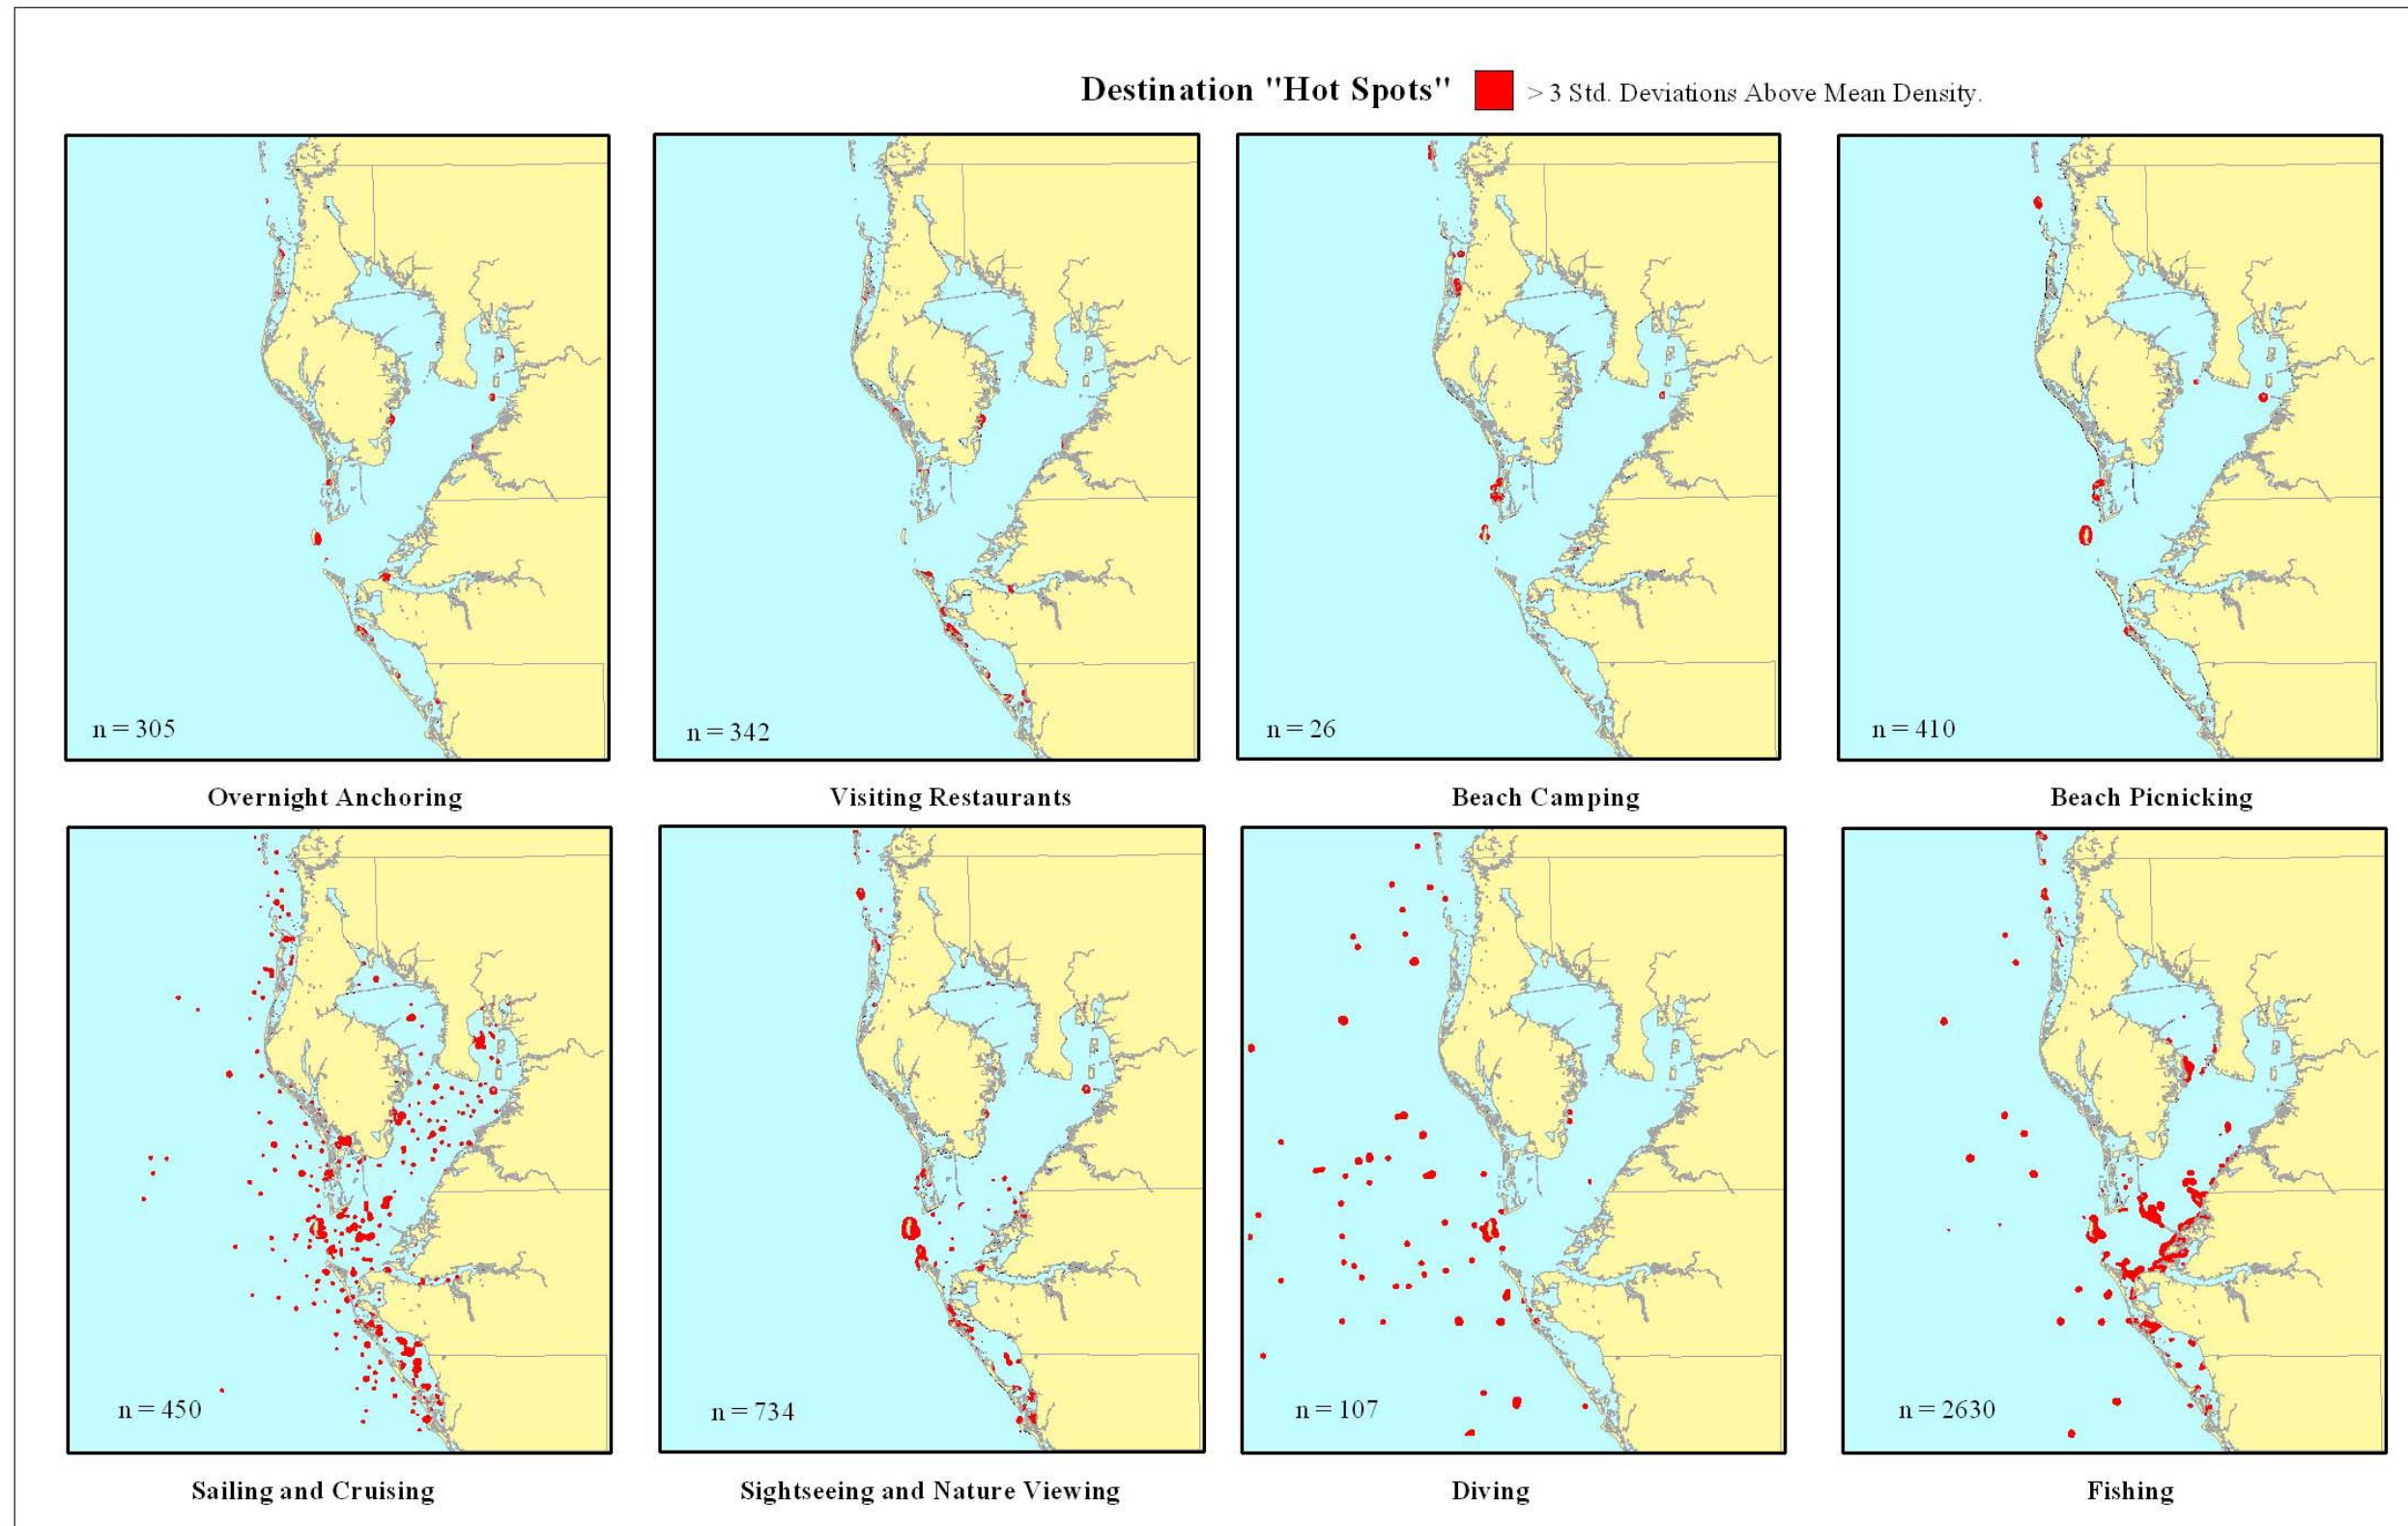 Destination "Hot Spots" > 3 Std. Deviations Above Mean Density.
n = 305
n = 342
n = 26
n = 410
Overnight Anchoring
Visiting Restaurants
Beach Camping
Beach Picnicking
n = 450
n = 734
n = 107
n = 2630
Sailing and Cruising
Sightseeing and Nature Viewing
Diving
Fishing